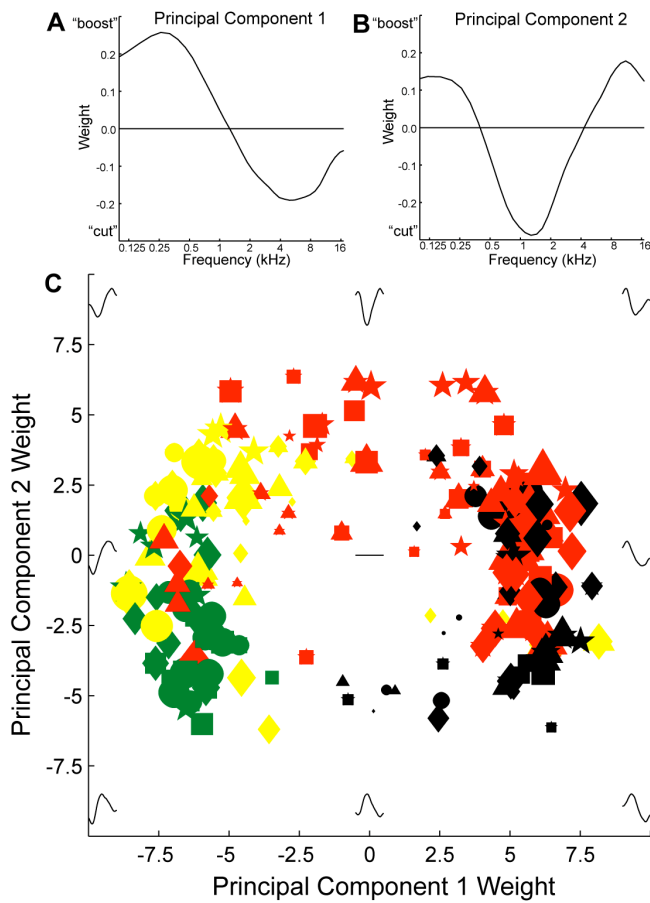 A
Principal Component 1
"boost"
0.2
0.1
0.0
-0.1
-0.2
"cut"
Weight
0.125 0.25 0.5 1 2 4 8 16
Frequency (kHz)
B
Principal Component 2
"boost"
0.2
0.1
0.0
-0.1
-0.2
"cut"
Weight
0.125 0.25 0.5 1 2 4 8 16
Frequency (kHz)
C
7.5
5
2.5
0
-2.5
-5
-7.5
Principal Component 2 Weight
-7.5 -5 -2.5 0 2.5 5 7.5
Principal Component 1 Weight